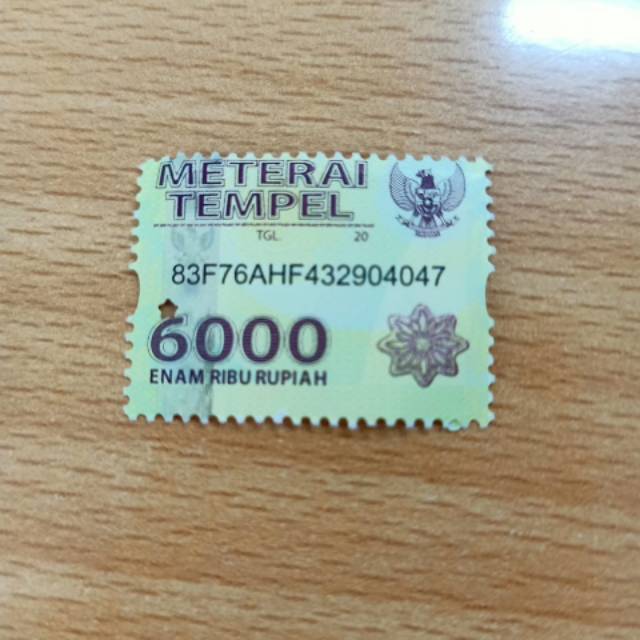 METERAI
TEMPEL
TGL. 20
83F76AHF432904047
6000
ENAM RIBU RUPIAH